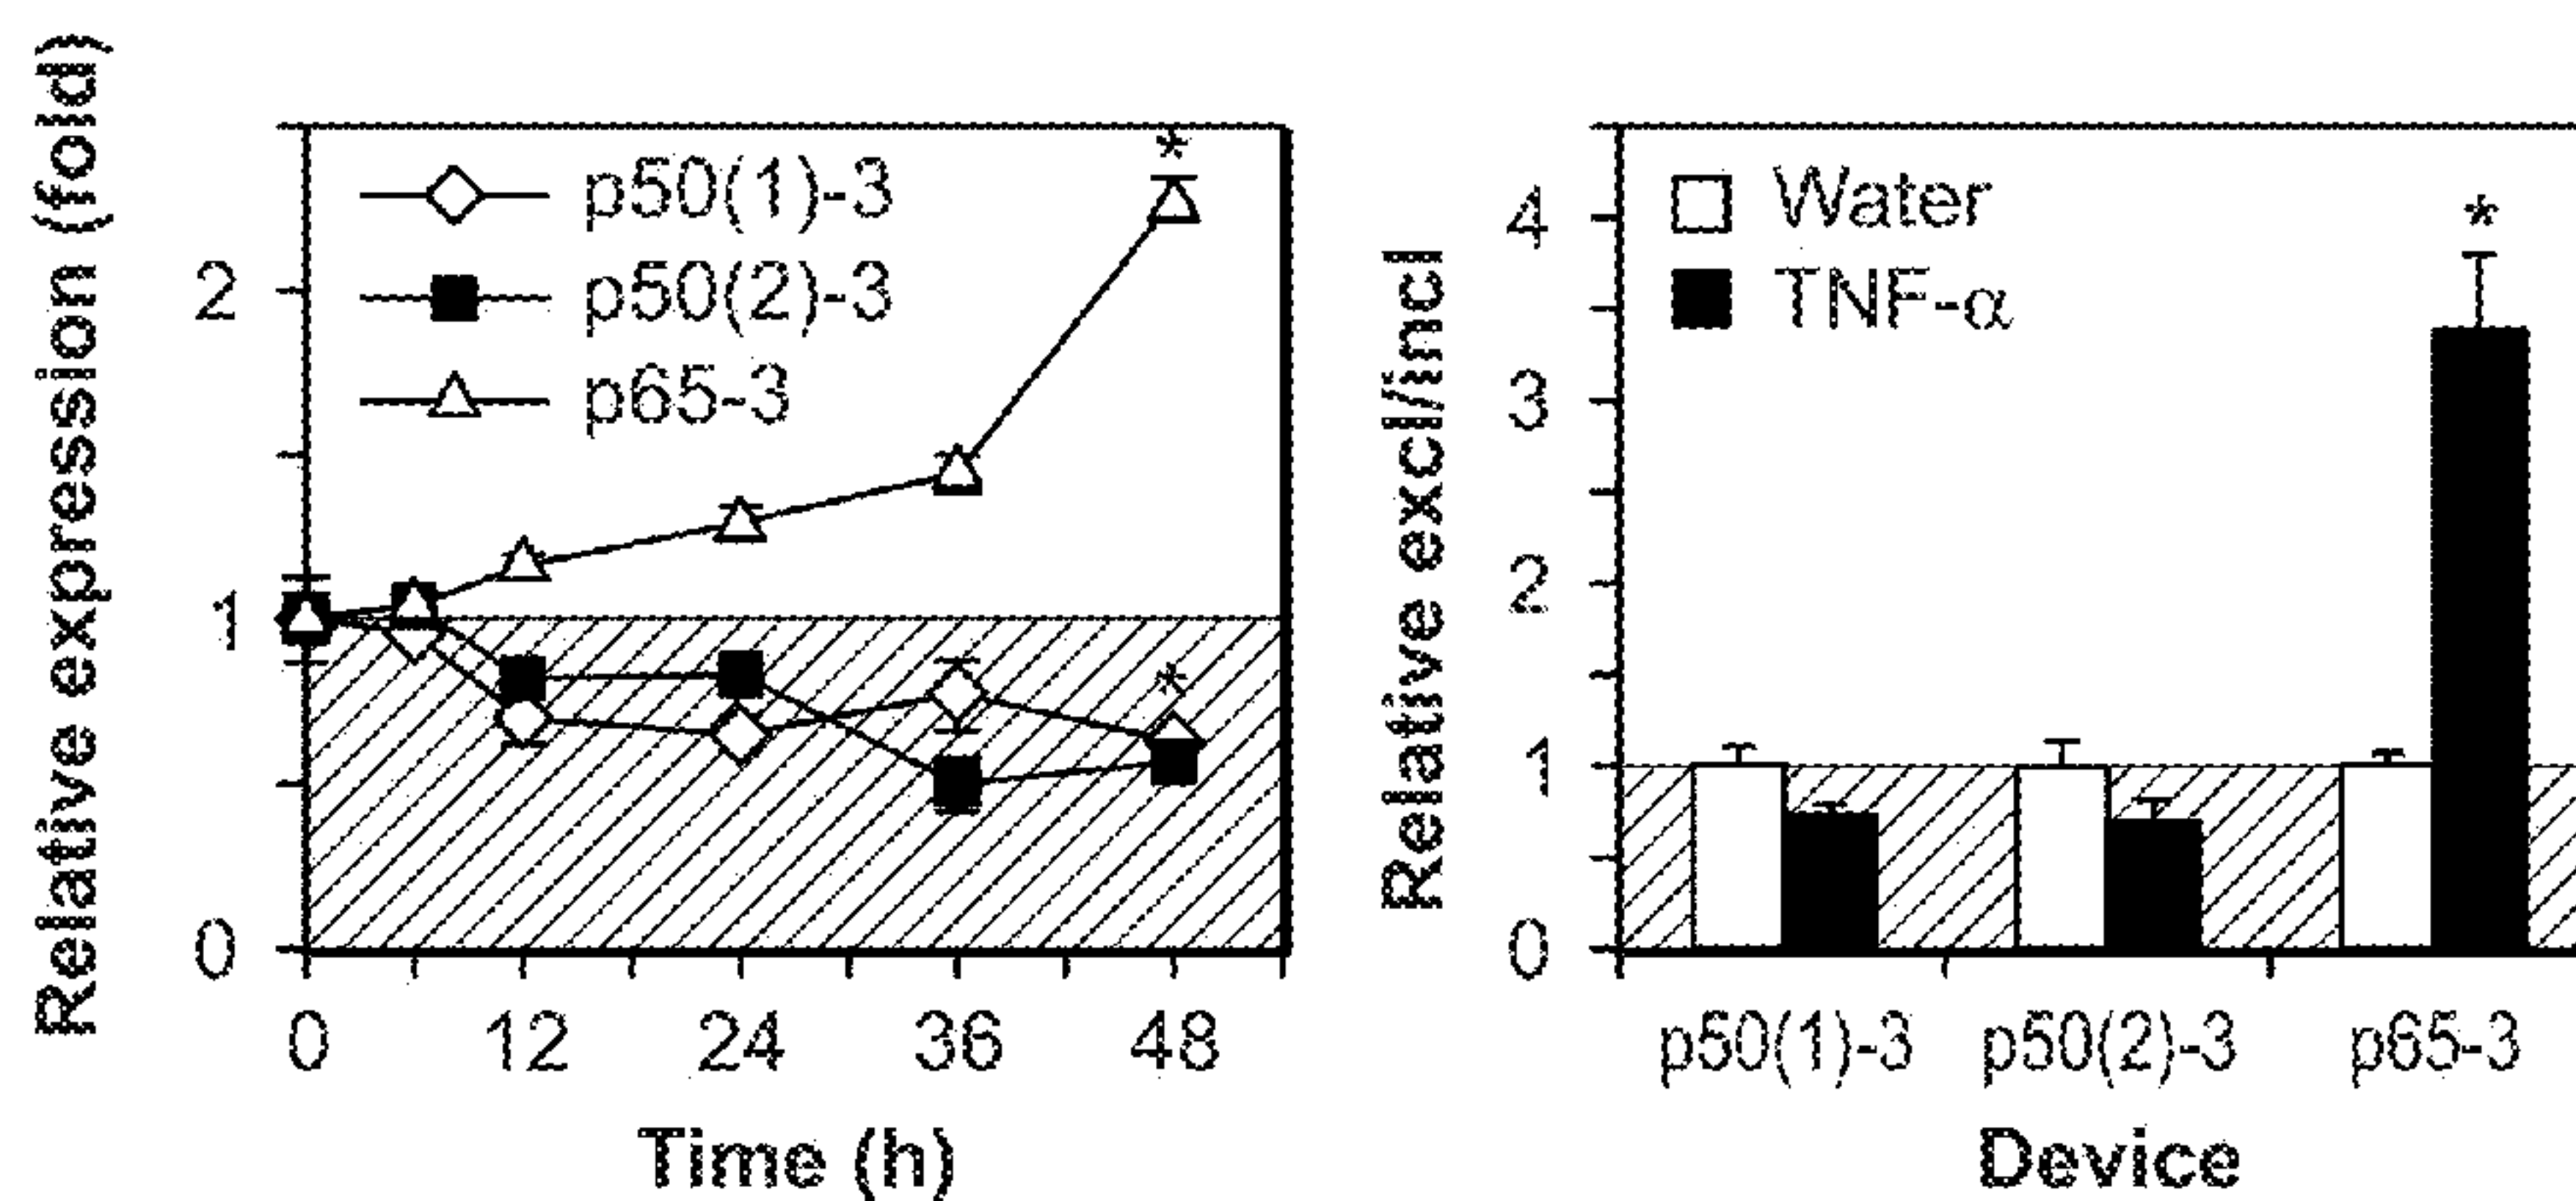 Relative expression (fold)
2
1
0
p50(1)-3
p50(2)-3
p65-3
*
*
0 12 24 36 48
Time (h)
Relative excl/incl
4
3
2
1
0
Water
TNF-α
*
p50(1)-3 p50(2)-3 p65-3
Device